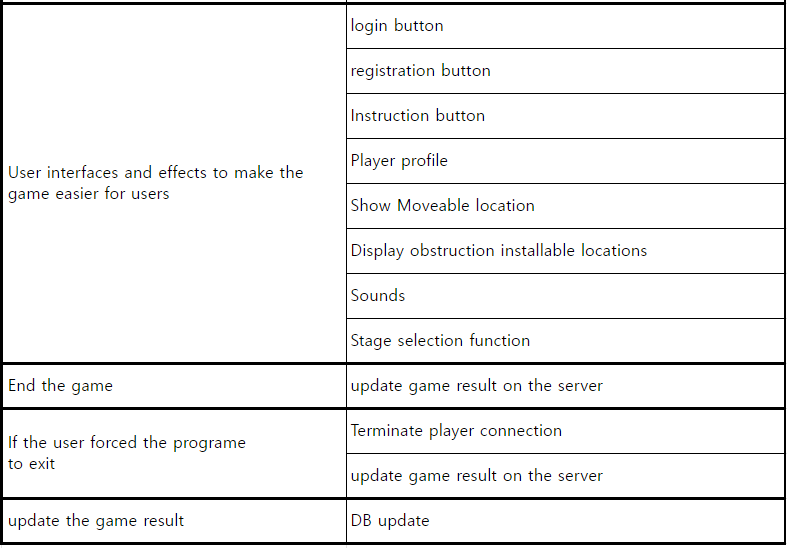 User interfaces and effects to make the
game easier for users
login button
registration button
Instruction button
Player profile
Show Moveable location
Display obstruction installable locations
Sounds
Stage selection function
End the game
update game result on the server
If the user forced the programe
to exit
Terminate player connection
update game result on the server
update the game result
DB update